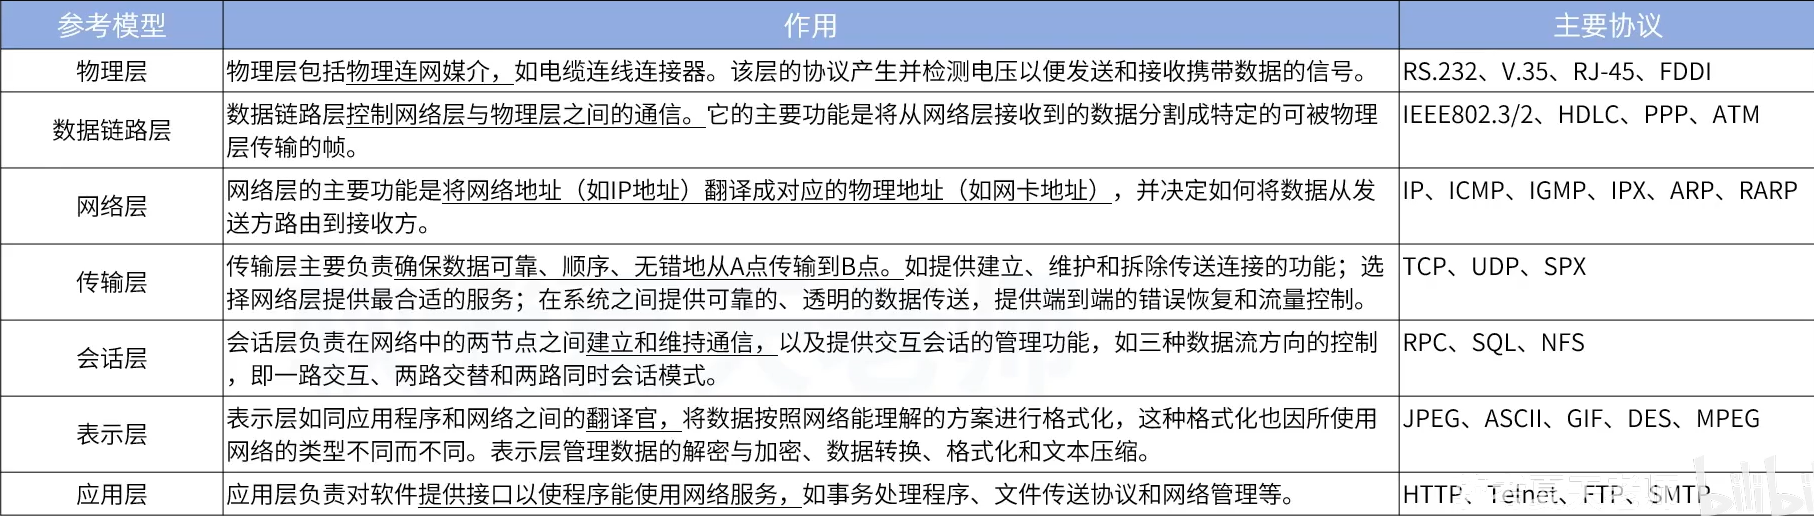 参考模型 作用 主要协议
物理层 物理层包括物理连网媒介，如电缆连线连接器。该层的协议产生并检测电压以便发送和接收携带数据的信号。 RS.232、V.35、RJ-45、FDDI
数据链路层 数据链路层控制网络层与物理层之间的通信。它的主要功能是将从网络层接收到的数据分割成特定的可被物理 IEEE802.3/2、HDLC、PPP、ATM
层传输的帧。
网络层 网络层的主要功能是将网络地址（如IP地址）翻译成对应的物理地址（如网卡地址），并决定如何将数据从发 IP、ICMP、IGMP、IPX、ARP、RARP
送方路由到接收方。
传输层 传输层主要负责确保数据可靠、顺序、无错地从A点传输到B点。如提供建立、维护和拆除传送连接的功能；选 TCP、UDP、SPX
择网络层提供最合适的服务；在系统之间提供可靠的、透明的数据传送，提供端到端的错误恢复和流量控制。
会话层 会话层负责在网络中的两节点之间建立和维持通信，以及提供交互会话的管理功能，如三种数据流方向的控制 RPC、SQL、NFS
，即一路交互、两路交替和两路同时会话模式。
表示层 表示层如同应用程序和网络之间的翻译官，将数据按照网络能理解的方案进行格式化，这种格式化也因所使用 JPEG、ASCII、GIF、DES、MPEG
网络的类型不同而不同。表示层管理数据的解密与加密、数据转换、格式化和文本压缩。
应用层 应用层负责对软件提供接口以使程序能使用网络服务，如事务处理程序、文件传送协议和网络管理等。 HTTP、Telnet、FTP、SMTP